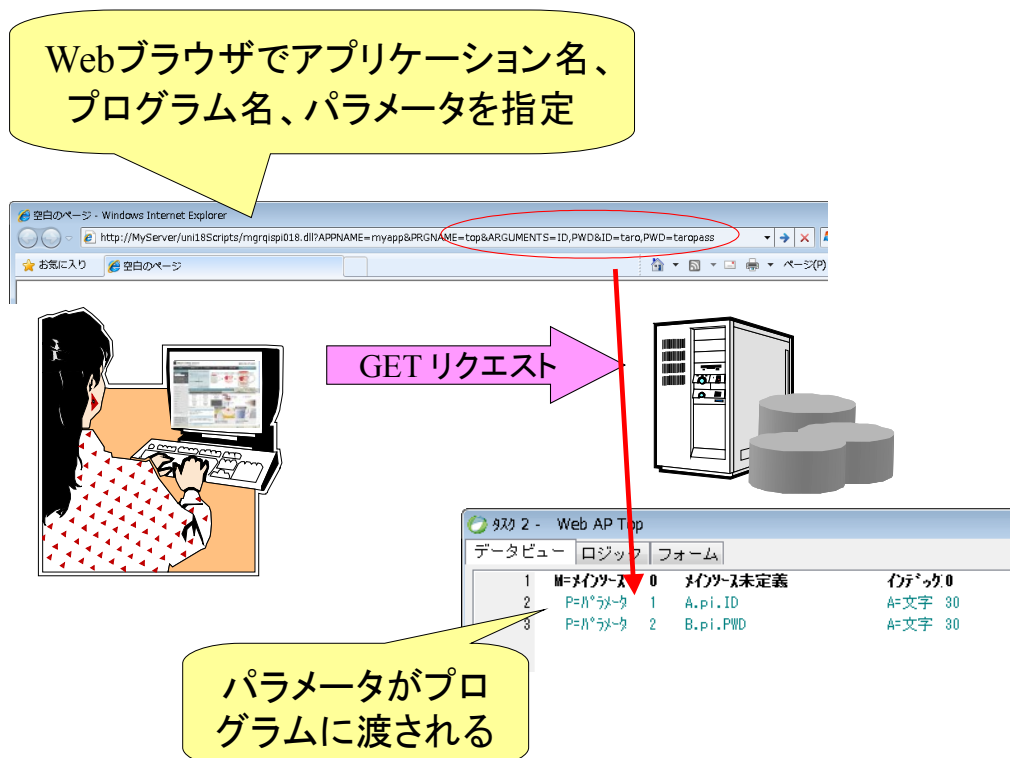 Webブラウザでアプリケーション名、
プログラム名、パラメータを指定
空白のページ - Windows Internet Explorer
http://MyServer/uni18Scripts/mgrqispi018.dll?APPNAME=myapp&PRGNAME=top&ARGUMENTS=ID,PWD&ID=taro,PWD=taropass
お気に入り 空白のページ ページ(P)
GET リクエスト
タスク 2 - Web AP Top
データビュー ロジック フォーム
1 M=メインソース 0 メインソース未定義 インデックス:0
2 P=パラメータ 1 A.pi.ID A=文字 30
3 P=パラメータ 2 B.pi.PWD A=文字 30
パラメータがプロ
グラムに渡される